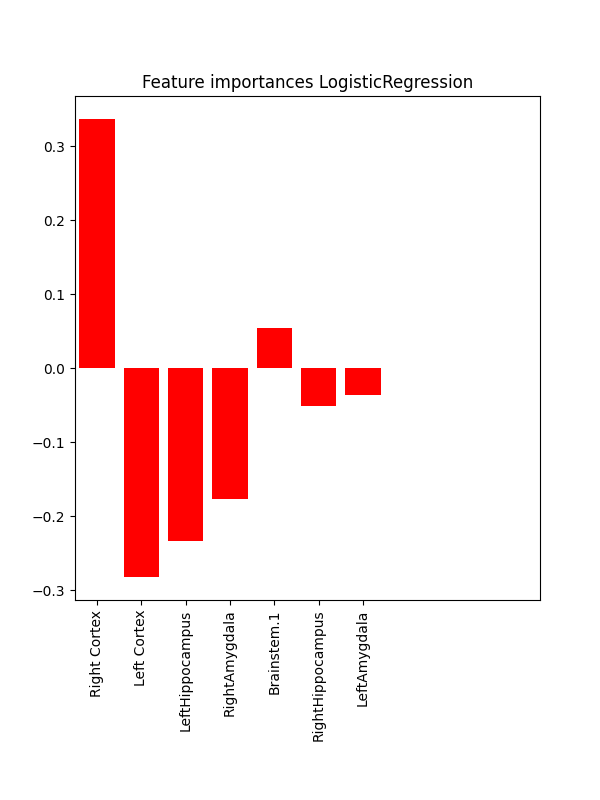 Feature importances LogisticRegression
0.3
0.2
0.1
0.0
−0.1
−0.2
−0.3
Right Cortex
Left Cortex
LeftHippocampus
RightAmygdala
Brainstem.1
RightHippocampus
LeftAmygdala